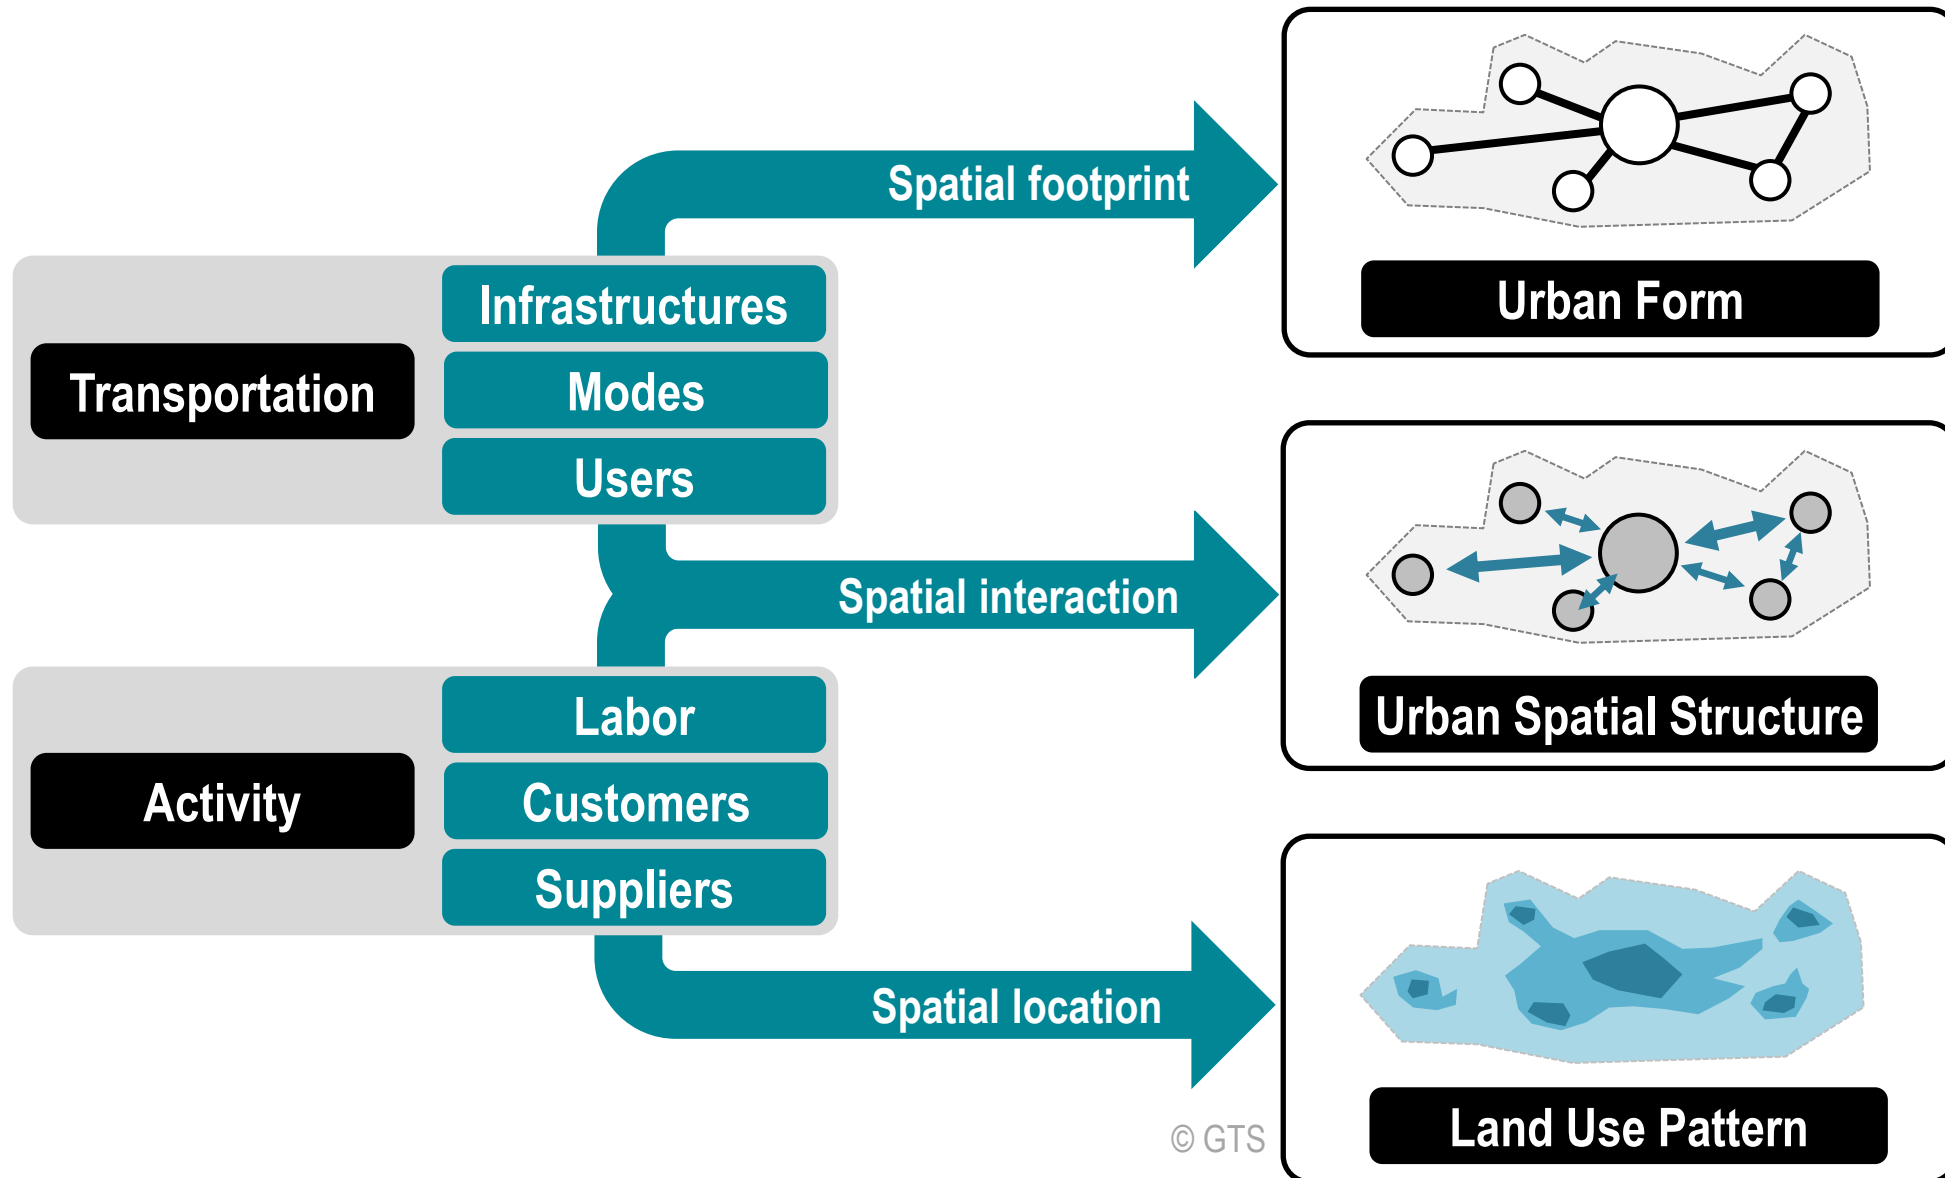 Spatial footprint
Urban Form
Transportation
Infrastructures
Modes
Users
Spatial interaction
Urban Spatial Structure
Activity
Labor
Customers
Suppliers
Spatial location
Land Use Pattern
© GTS